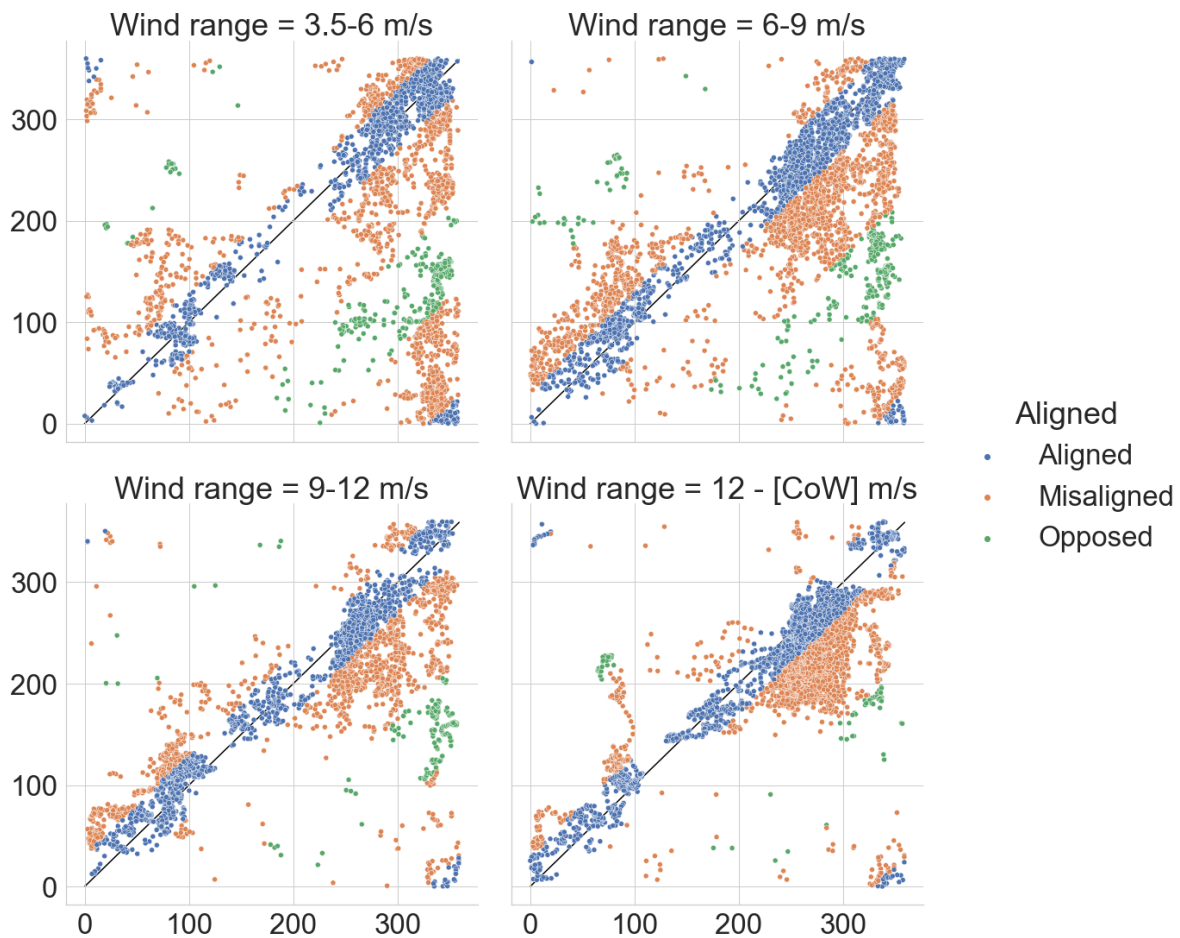 Wind range = 3.5-6 m/s
Wind range = 6-9 m/s
300
200
100
0
Wind range = 9-12 m/s
Wind range = 12 - [CoW] m/s
300
200
100
0
0 100 200 300
0 100 200 300
Aligned
Aligned
Misaligned
Opposed